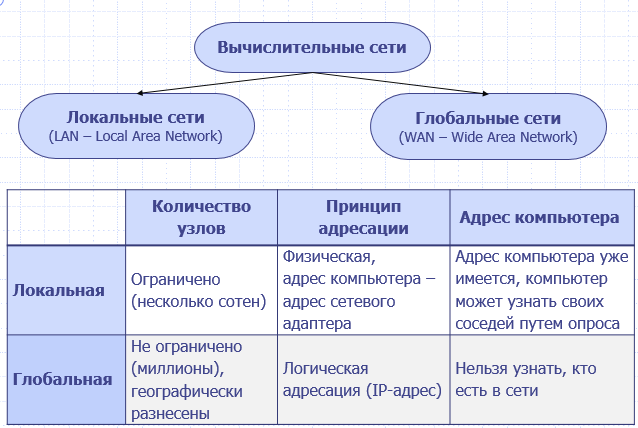 Вычислительные сети
Локальные сети
(LAN – Local Area Network)
Глобальные сети
(WAN – Wide Area Network)
Количество
узлов
Принцип
адресации
Адрес компьютера
Локальная
Ограничено
(несколько сотен)
Физическая,
адрес компьютера –
адрес сетевого
адаптера
Адрес компьютера уже
имеется, компьютер
может узнать своих
соседей путем опроса
Глобальная
Не ограничено
(миллионы),
географически
разнесены
Логическая
адресация (IP-адрес)
Нельзя узнать, кто
есть в сети